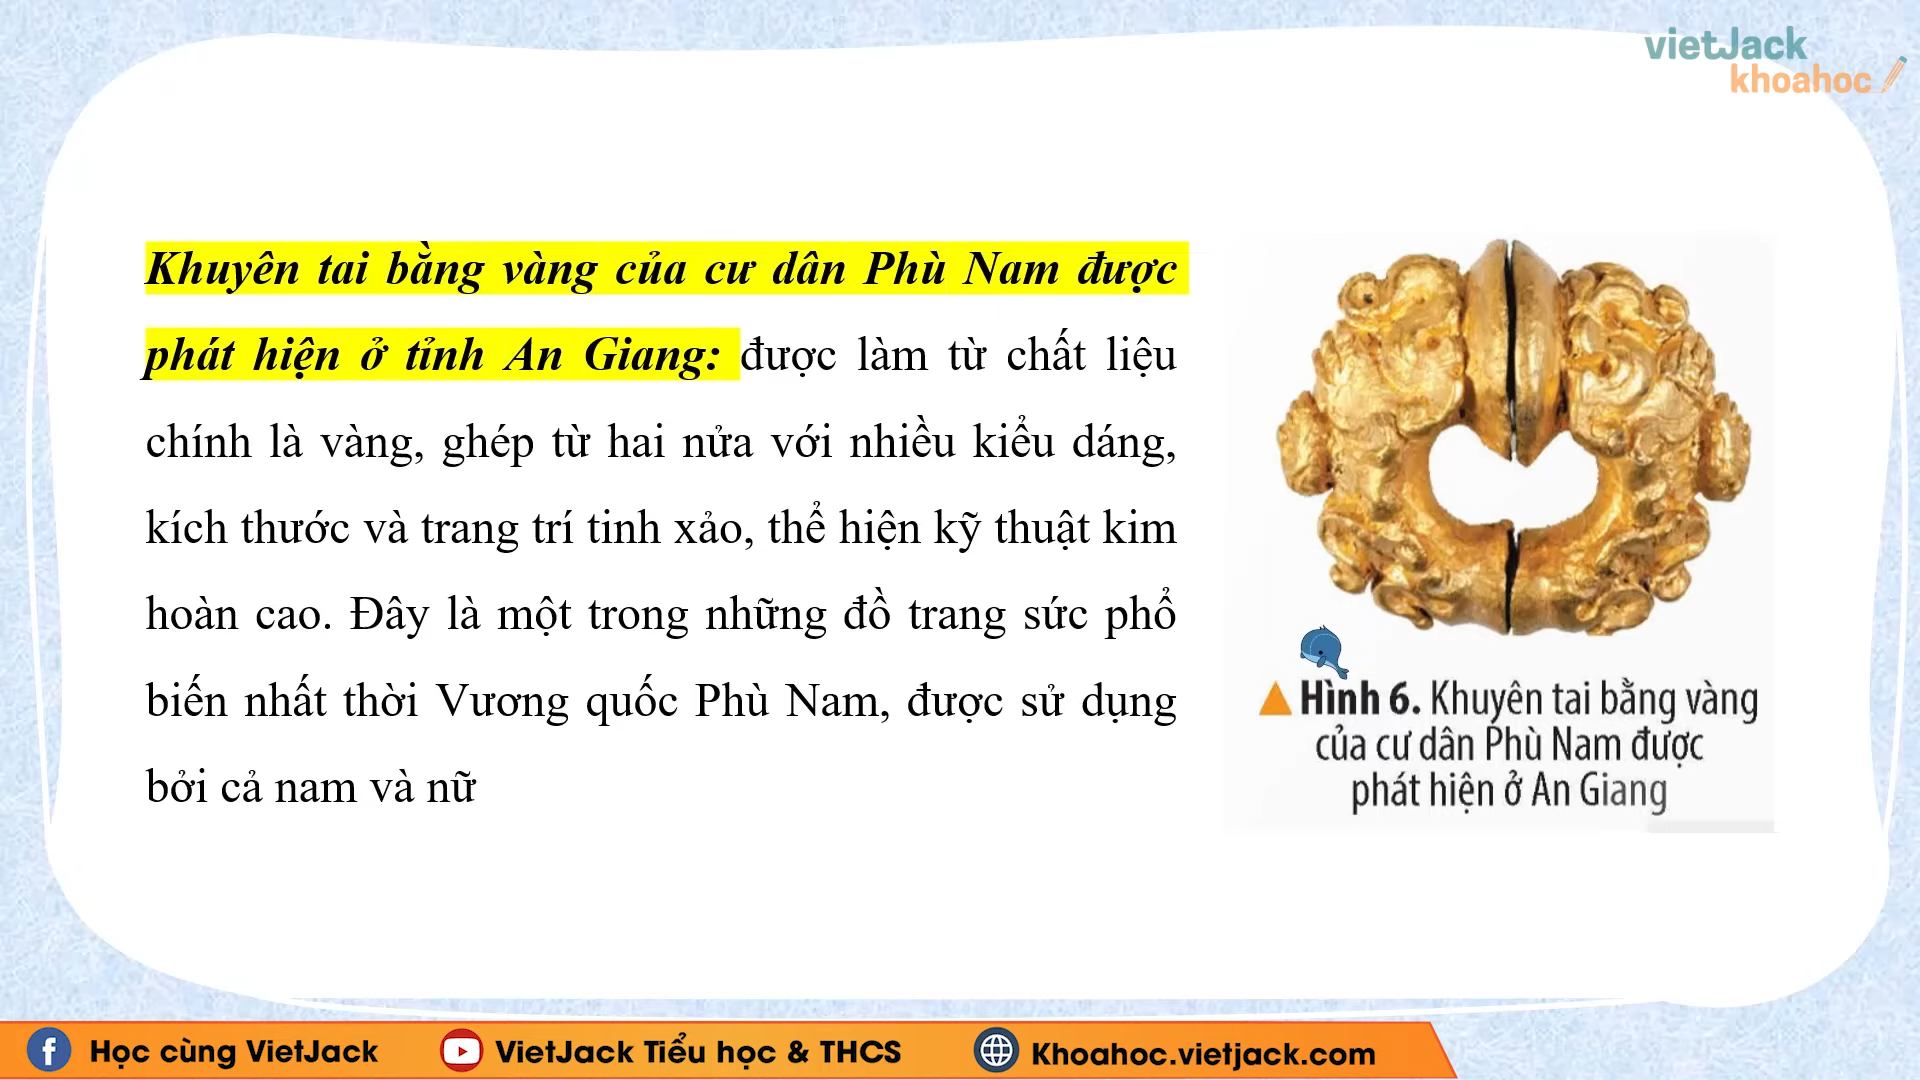 vietJack
khoahoc
Khuyên tai bằng vàng của cư dân Phù Nam được
phát hiện ở tỉnh An Giang: được làm từ chất liệu
chính là vàng, ghép từ hai nửa với nhiều kiểu dáng,
kích thước và trang trí tinh xảo, thể hiện kỹ thuật kim
hoàn cao. Đây là một trong những đồ trang sức phổ
biến nhất thời Vương quốc Phù Nam, được sử dụng
bởi cả nam và nữ
Hình 6. Khuyên tai bằng vàng
của cư dân Phù Nam được
phát hiện ở An Giang
Học cùng VietJack
VietJack Tiểu học & THCS
Khoahoc.vietjack.com